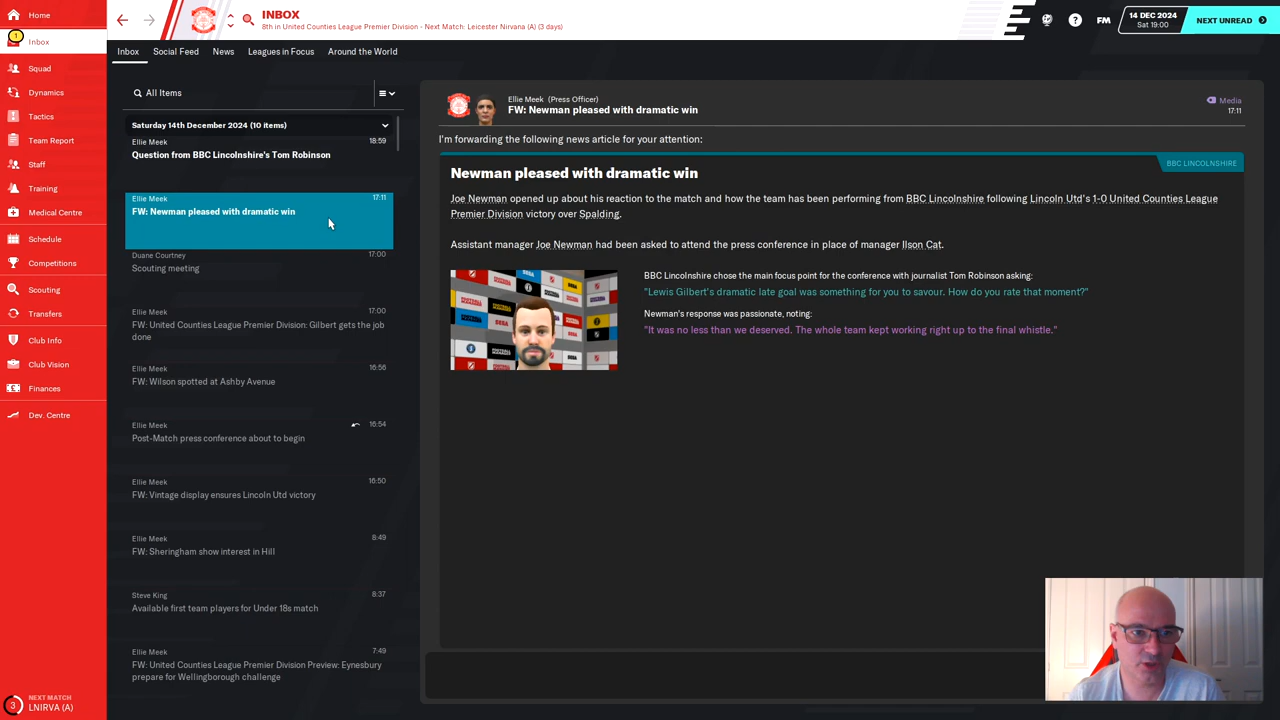 Home
1
Inbox
Squad
Dynamics
Tactics
Team Report
Staff
Training
Medical Centre
Schedule
Competitions
Scouting
Transfers
Club Info
Club Vision
Finances
Dev. Centre
3
NEXT MATCH
LNIRVA (A)
INBOX
8th in United Counties League Premier Division - Next Match: Leicester Nirvana (A) (3 days)
?
FM
14 DEC 2024
Sat 19:00
NEXT UNREAD
Inbox
Social Feed
News
Leagues in Focus
Around the World
All Items
Saturday 14th December 2024 (10 items)
Ellie Meek 18:59
Question from BBC Lincolnshire's Tom Robinson
Ellie Meek 17:11
FW: Newman pleased with dramatic win
Duane Courtney 17:00
Scouting meeting
Ellie Meek 17:00
FW: United Counties League Premier Division: Gilbert gets the job
done
Ellie Meek 16:56
FW: Wilson spotted at Ashby Avenue
Ellie Meek 16:54
Post-Match press conference about to begin
Ellie Meek 16:50
FW: Vintage display ensures Lincoln Utd victory
Ellie Meek 8:49
FW: Sheringham show interest in Hill
Steve King 8:37
Available first team players for Under 18s match
Ellie Meek 7:49
FW: United Counties League Premier Division Preview: Eynesbury
prepare for Wellingborough challenge
Ellie Meek (Press Officer)
FW: Newman pleased with dramatic win
Media
17:11
I'm forwarding the following news article for your attention:
BBC LINCOLNSHIRE
Newman pleased with dramatic win
Joe Newman opened up about his reaction to the match and how the team has been performing from BBC Lincolnshire following Lincoln Utd's 1-0 United Counties League
Premier Division victory over Spalding.
Assistant manager Joe Newman had been asked to attend the press conference in place of manager Ilson Cat.
BBC Lincolnshire chose the main focus point for the conference with journalist Tom Robinson asking:
"Lewis Gilbert's dramatic late goal was something for you to savour. How do you rate that moment?"
Newman's response was passionate, noting:
"It was no less than we deserved. The whole team kept working right up to the final whistle."